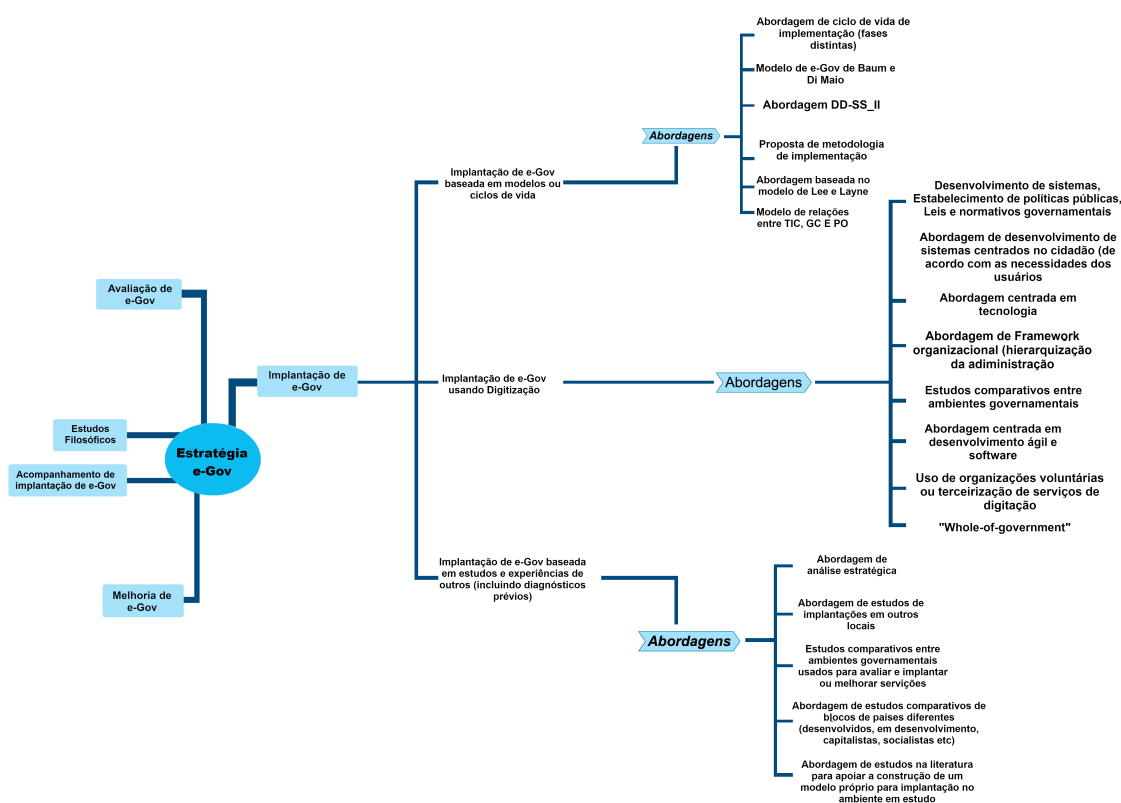 Abordagem de ciclo de vida de
implementação (fases
distintas)
Modelo de e-Gov de Baum e
Di Maio
Abordagem DD-SS_II
Abordagens
Proposta de metodologia
de implementação
Abordagem baseada no
modelo de Lee e Layne
Modelo de relações
entre TIC, GC E PO
Implantação de e-Gov
baseada em modelos ou
ciclos de vida
Desenvolvimento de sistemas,
Estabelecimento de políticas públicas,
Leis e normativos governamentais
Abordagem de desenvolvimento de
sistemas centrados no cidadão (de
acordo com as necessidades dos
usuários
Abordagem centrada em
tecnologia
Abordagem de Framework
organizacional (hierarquização
da adiministração
Estudos comparativos entre
ambientes governamentais
Abordagem centrada em
desenvolvimento ágil e
software
Uso de organizações voluntárias
ou terceirização de serviços de
digitação
"Whole-of-government"
Abordagens
Implantação de e-Gov
usando Digitização
Avaliação de
e-Gov
Implantação de
e-Gov
Estudos
Filosóficos
Estratégia
e-Gov
Acompanhamento de
implantação de e-Gov
Melhoria de
e-Gov
Implantação de e-Gov baseada
em estudos e experiências de
outros (incluindo diagnósticos
prévios)
Abordagens
Abordagem de
análise estratégica
Abordagem de estudos de
implantações em outros
locais
Estudos comparativos entre
ambientes governamentais
usados para avaliar e implantar
ou melhorar servições
Abordagem de estudos comparativos de
blocos de países diferentes
(desenvolvidos, em desenvolvimento,
capitalistas, socialistas etc)
Abordagem de estudos na literatura
para apoiar a construção de um
modelo próprio para implantação no
ambiente em estudo